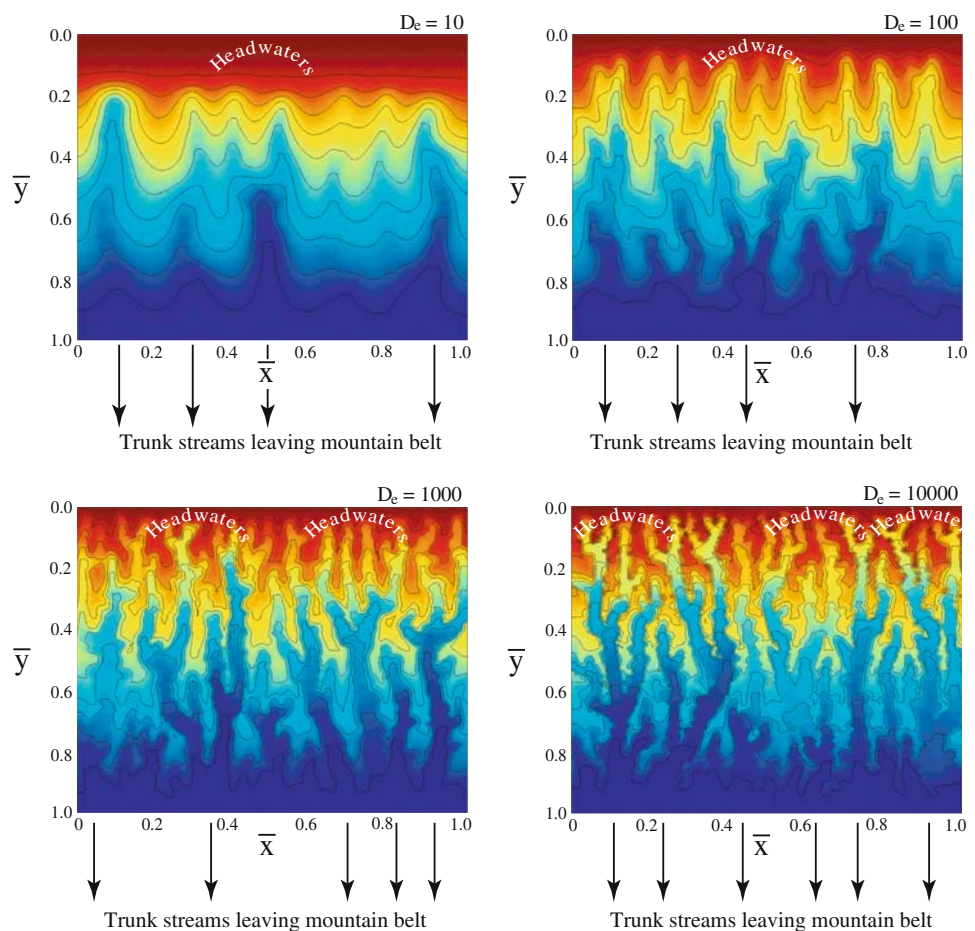 Dₑ = 10
0.0
Headwaters
0.2
0.4
y̅
0.6
0.8
1.0
0 0.2 0.4 0.6 0.8 1.0
x̅
Trunk streams leaving mountain belt
Dₑ = 100
0.0
Headwaters
0.2
0.4
y̅
0.6
0.8
1.0
0 0.2 0.4 0.6 0.8 1.0
x̅
Trunk streams leaving mountain belt
Dₑ = 1000
0.0
Headwaters Headwaters
0.2
0.4
y̅
0.6
0.8
1.0
0 0.2 0.4 0.6 0.8 1.0
x̅
Trunk streams leaving mountain belt
Dₑ = 10000
0.0
Headwaters Headwaters Headwate
0.2
0.4
y̅
0.6
0.8
1.0
0 0.2 0.4 0.6 0.8 1.0
x̅
Trunk streams leaving mountain belt